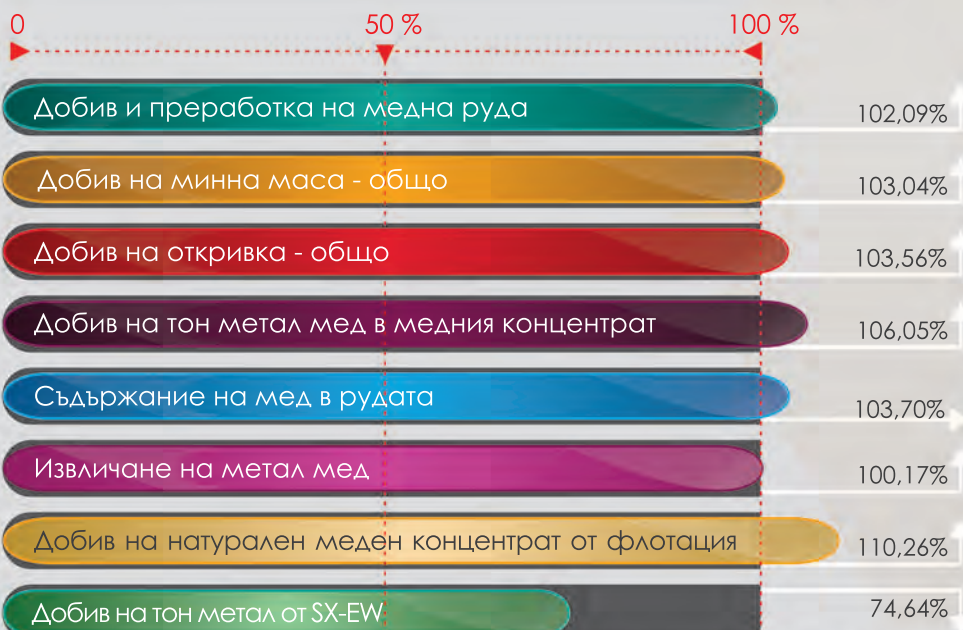 0 50 % 100 %
Добив и преработка на медна руда 102,09%
Добив на минна маса - общо 103,04%
Добив на откривка - общо 103,56%
Добив на тон метал мед в медния концентрат 106,05%
Съдържание на мед в рудата 103,70%
Извличане на метал мед 100,17%
Добив на натурален меден концентрат от флотация 110,26%
Добив на тон метал от SX-EW 74,64%